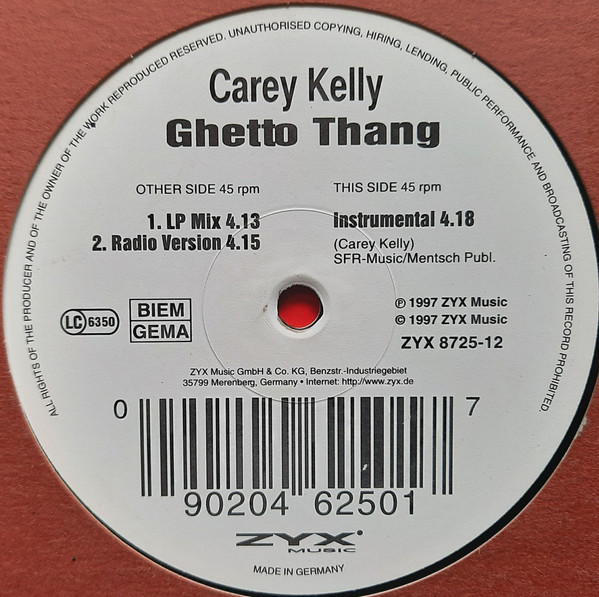 ALL RIGHTS OF THE PRODUCER AND OF THE OWNER OF THE WORK REPRODUCED RESERVED. UNAUTHORISED COPYING, HIRING, LENDING, PUBLIC PERFORMANCE AND BROADCASTING OF THIS RECORD PROHIBITED
Carey Kelly
Ghetto Thang
OTHER SIDE 45 rpm
1. LP Mix 4.13
2. Radio Version 4.15
THIS SIDE 45 rpm
Instrumental 4.18
(Carey Kelly)
SFR-Music/Mentsch Publ.
LC 6350
BIEM
GEMA
℗ 1997 ZYX Music
© 1997 ZYX Music
ZYX 8725-12
ZYX Music GmbH & Co. KG, Benzstr.-Industriegebiet
35799 Merenberg, Germany • Internet: http://www.zyx.de
0 90204 62501 7
ZYX
MUSIC
MADE IN GERMANY